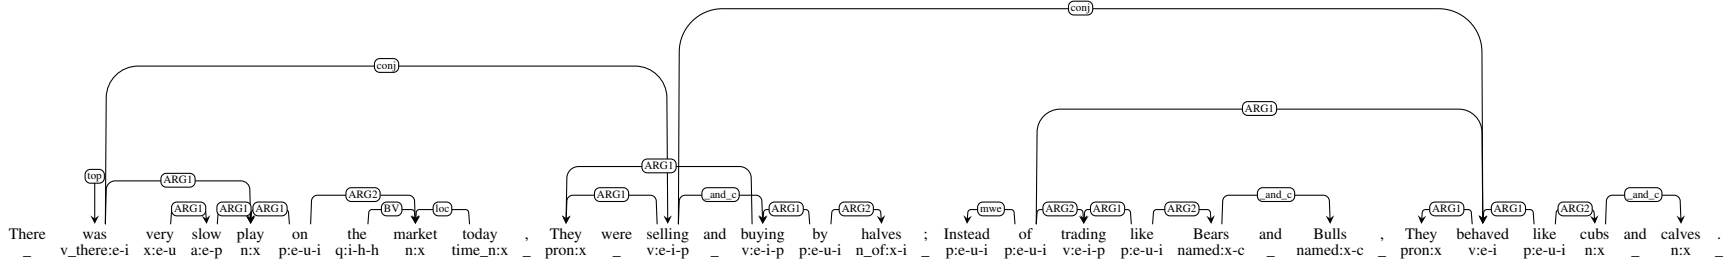 conj
conj
ARG1
ARG1
top ARG1
ARG2 ARG1 _and_c _and_c _and_c
ARG1 ARG1 ARG1 BV loc ARG1 ARG2 mwe ARG2 ARG1 ARG2 ARG1 ARG1 ARG2
There was very slow play on the market today , They were selling and buying by halves ; Instead of trading like Bears and Bulls , They behaved like cubs and calves .
_ v_there:e-i x:e-u a:e-p n:x p:e-u-i q:i-h-h n:x time_n:x _ pron:x _ v:e-i-p _ v:e-i-p p:e-u-i n_of:x-i _ p:e-u-i p:e-u-i v:e-i-p p:e-u-i named:x-c _ named:x-c _ pron:x v:e-i p:e-u-i n:x _ n:x _